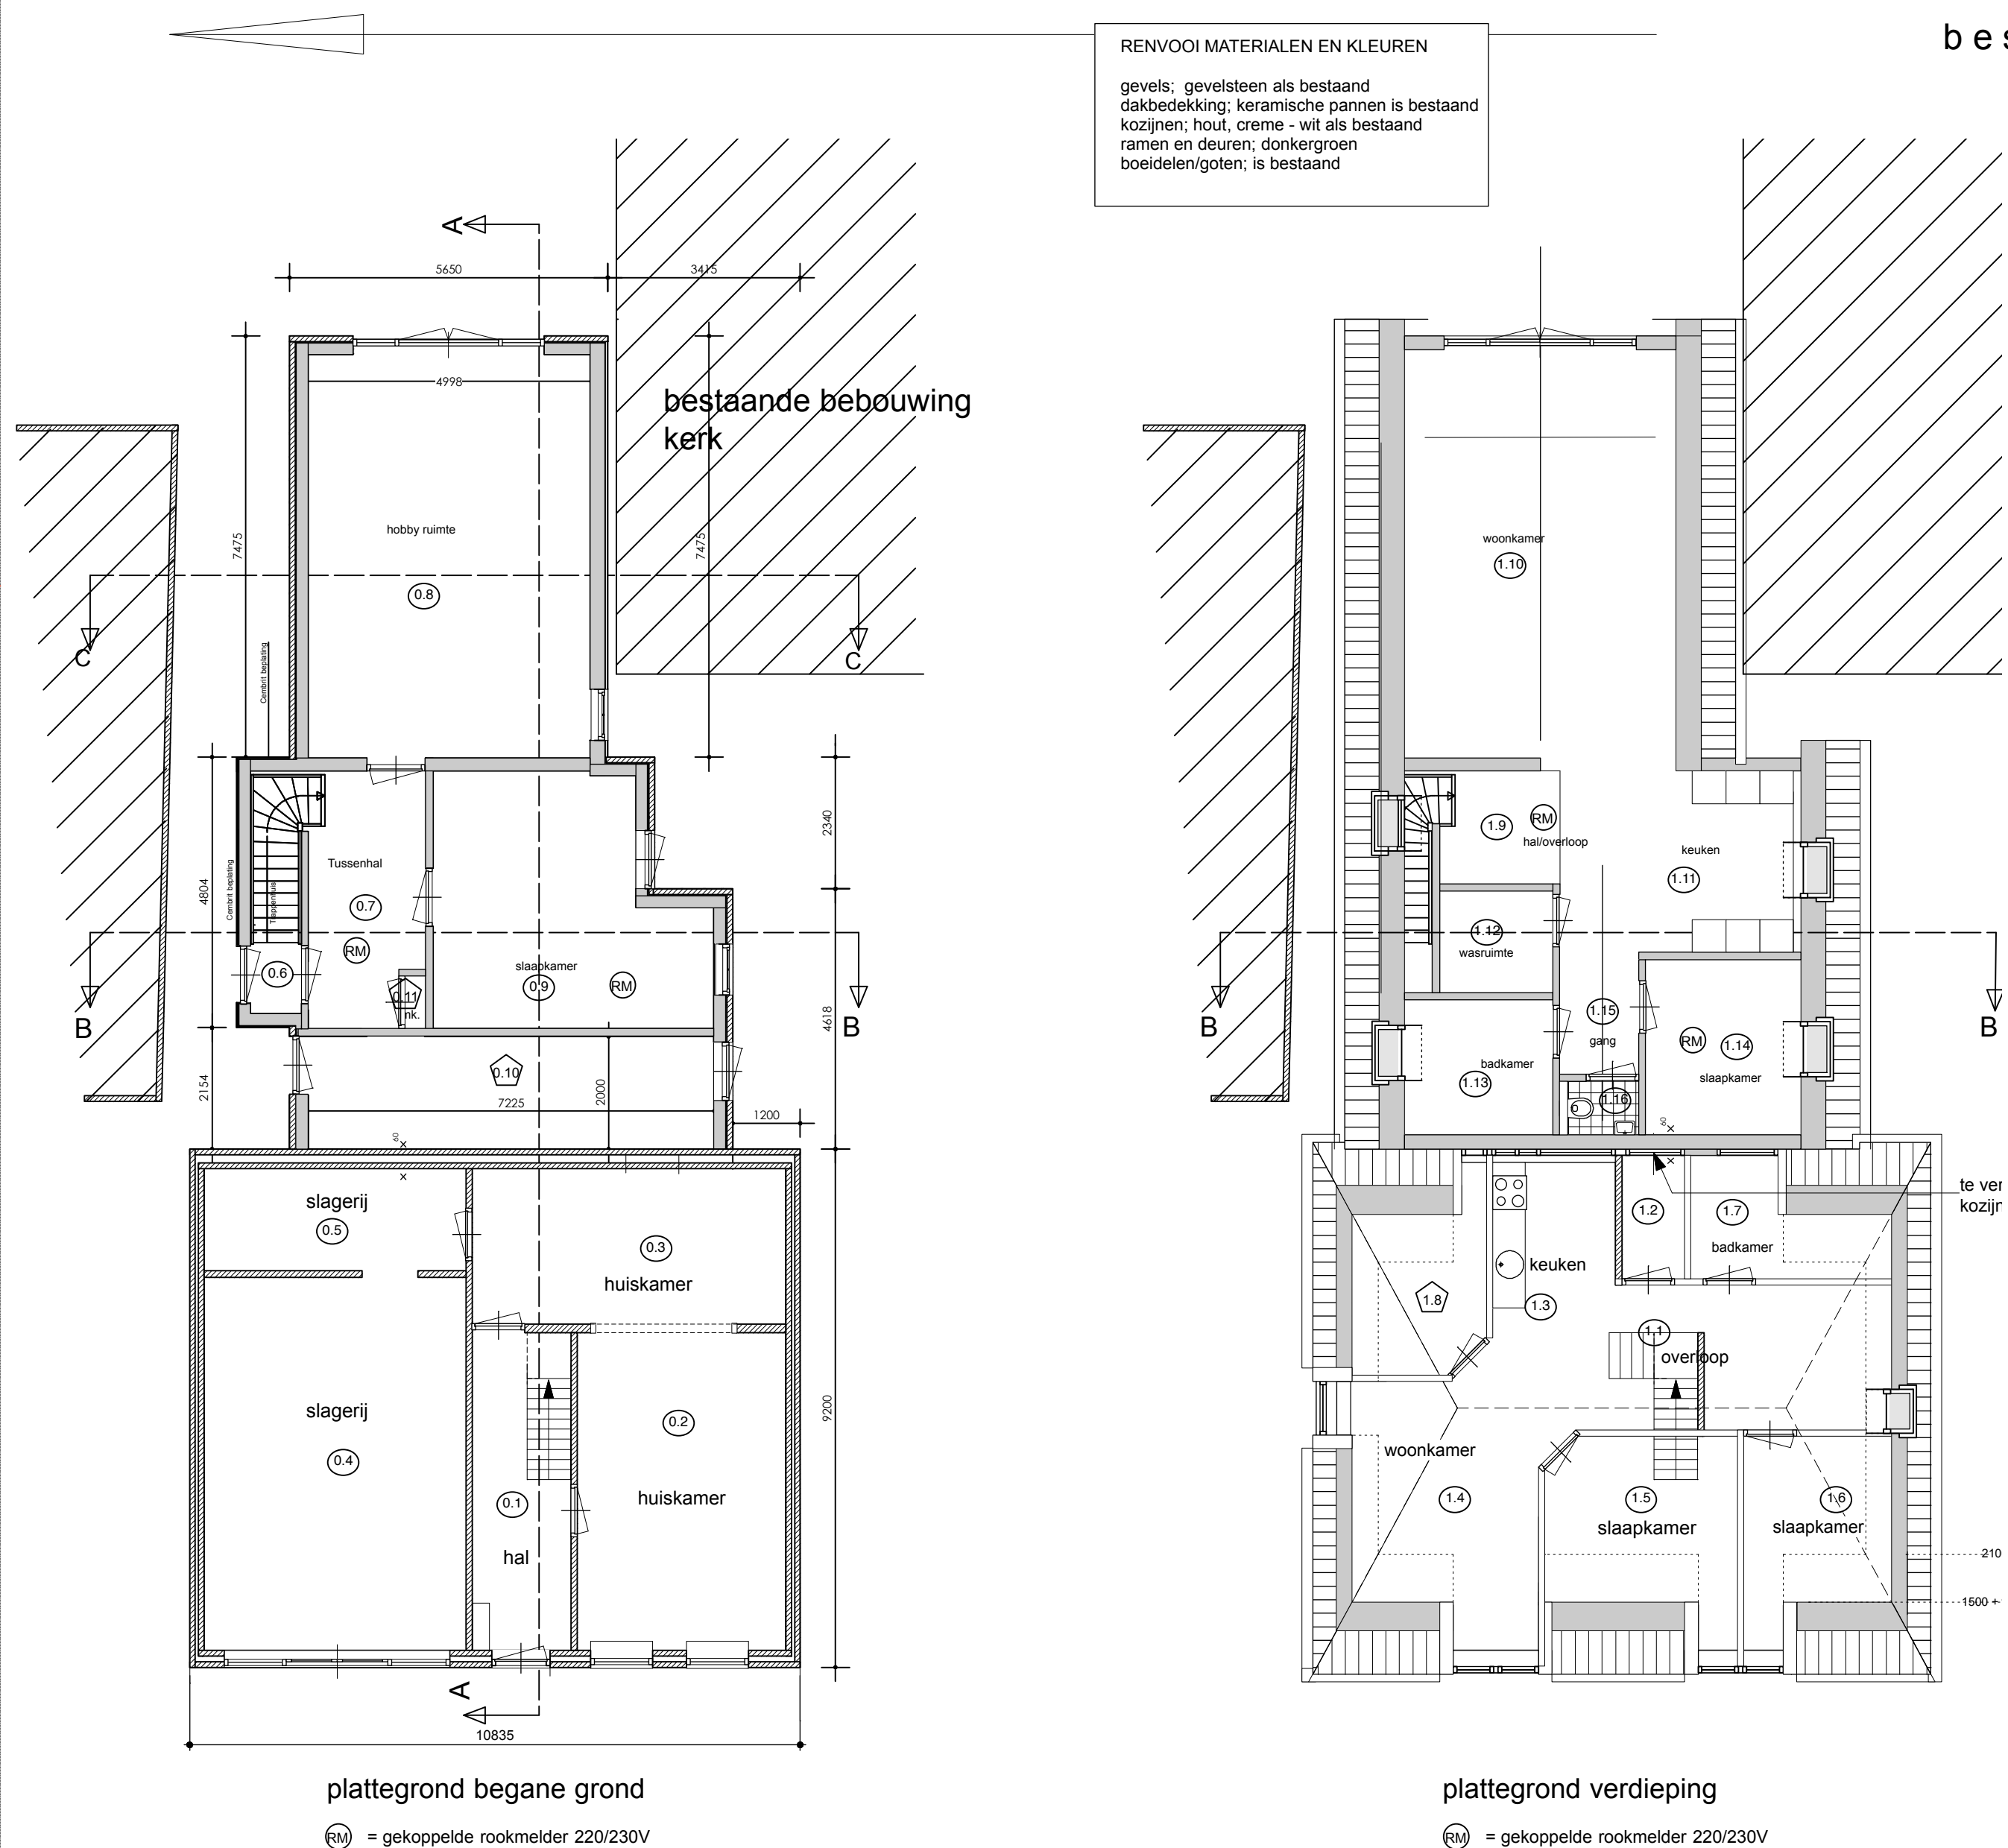 b e s
RENVOOI MATERIALEN EN KLEUREN
gevels; gevelsteen als bestaand
dakbedekking; keramische pannen is bestaand
kozijnen; hout, creme - wit als bestaand
ramen en deuren; donkergroen
boeidelen/goten; is bestaand
A
5650
3415
4998
bestaande bebouwing
kerk
hobby ruimte
0.8
7475
7475
C
C
Cembrit beplating
2340
Tussenhal
0.7
4804
Cembrit beplating
Trappenhuis
RM
0.6
slaapkamer
0.9
RM
0.11
nk.
B
B
4618
0.10
2154
7225
2000
1200
60
slagerij
0.5
0.3
huiskamer
slagerij
0.4
0.2
huiskamer
9200
0.1
hal
A
10835
plattegrond begane grond
RM = gekoppelde rookmelder 220/230V
woonkamer
1.10
1.9
RM
hal/overloop
keuken
1.11
1.12
wasruimte
B
B
1.15
gang
RM
1.14
slaapkamer
badkamer
1.13
1.16
60
te ver
kozijn
1.2
1.7
badkamer
keuken
1.8
1.3
1.1
overloop
woonkamer
1.4
1.5
slaapkamer
1.6
slaapkamer
210
1500 +
plattegrond verdieping
RM = gekoppelde rookmelder 220/230V